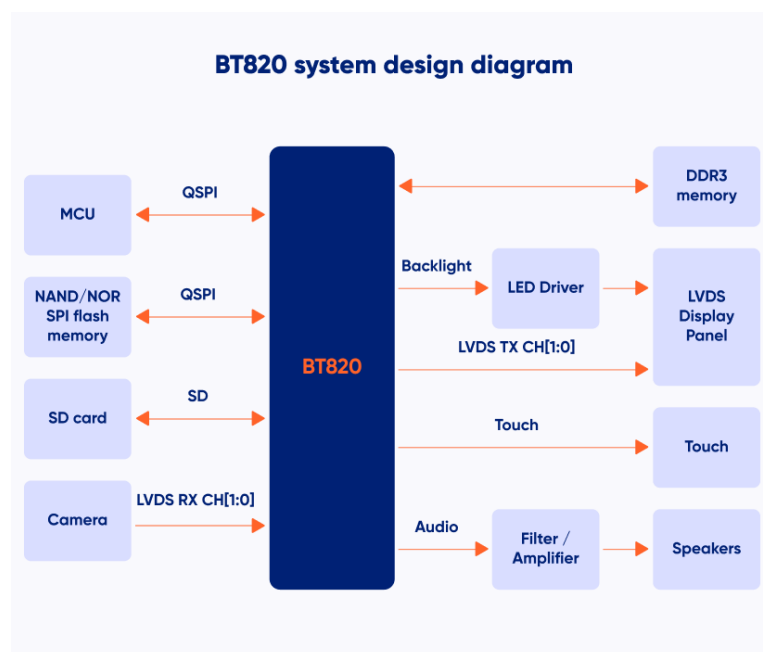 BT820 system design diagram
MCU
QSPI
NAND/NOR
SPI flash
memory
QSPI
SD card
SD
Camera
LVDS RX CH[1:0]
BT820
DDR3
memory
Backlight
LED Driver
LVDS
Display
Panel
LVDS TX CH[1:0]
Touch
Touch
Audio
Filter /
Amplifier
Speakers